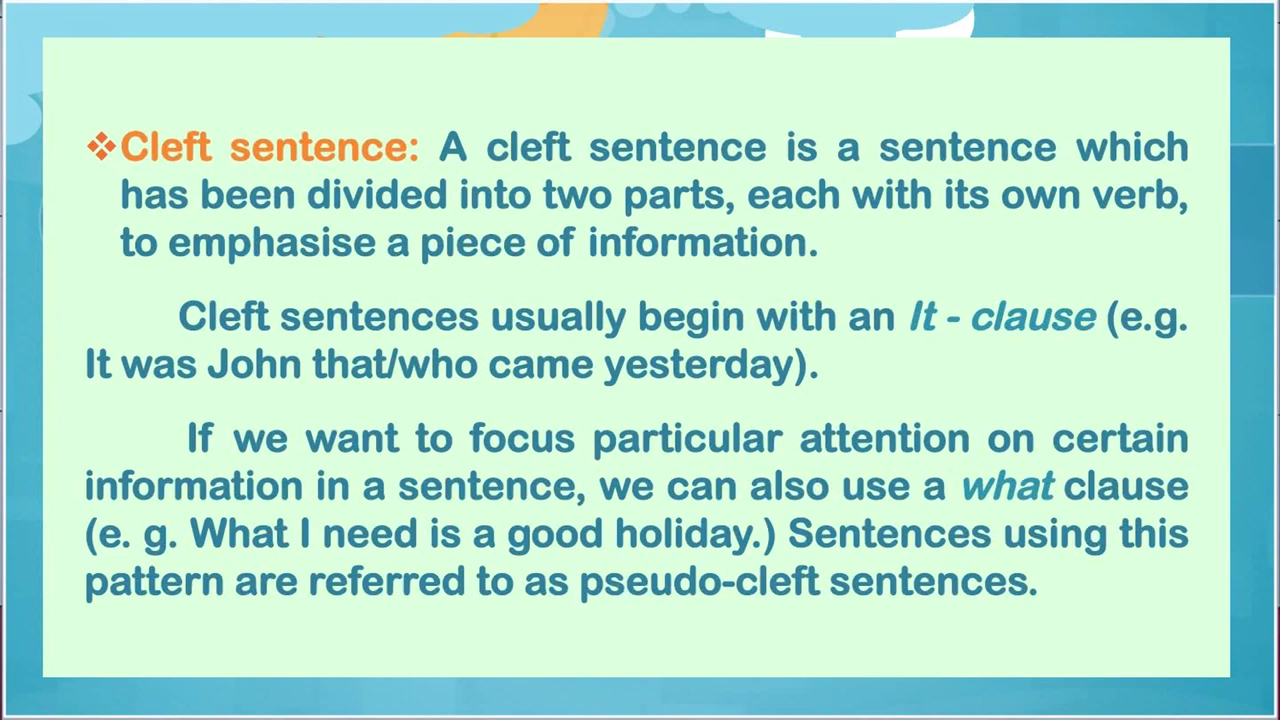 ❖Cleft sentence: A cleft sentence is a sentence which
has been divided into two parts, each with its own verb,
to emphasise a piece of information.
Cleft sentences usually begin with an It - clause (e.g.
It was John that/who came yesterday).
If we want to focus particular attention on certain
information in a sentence, we can also use a what clause
(e. g. What I need is a good holiday.) Sentences using this
pattern are referred to as pseudo-cleft sentences.